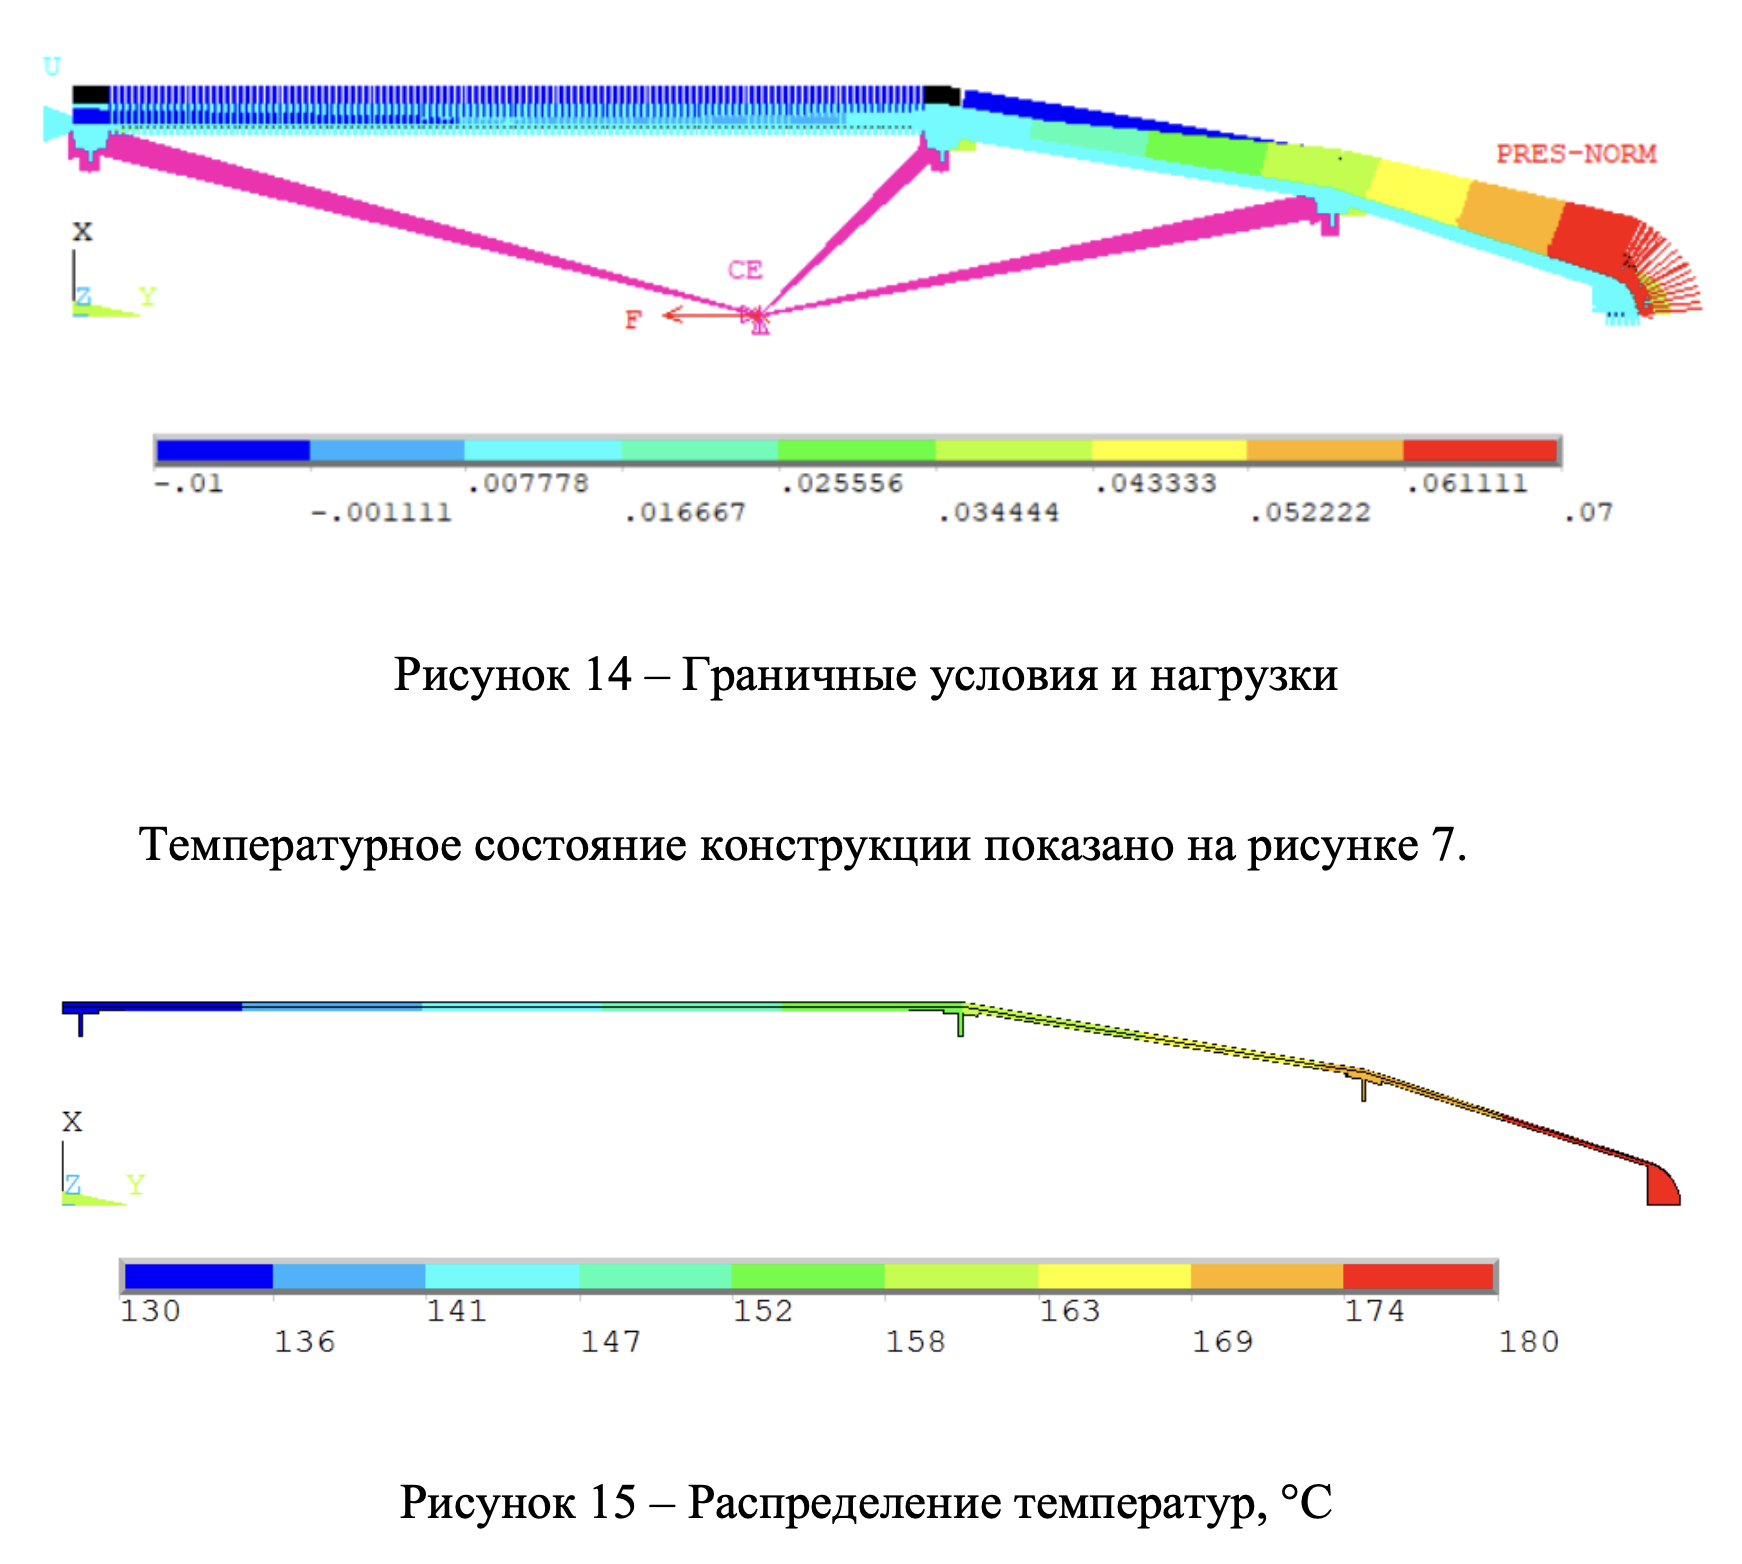 U
PRES-NORM
X
CE
Z Y
F
-.01 .007778 .025556 .043333 .061111
-.001111 .016667 .034444 .052222 .07
Рисунок 14 – Граничные условия и нагрузки
Температурное состояние конструкции показано на рисунке 7.
X
Z Y
130 141 152 163 174
136 147 158 169 180
Рисунок 15 – Распределение температур, °С